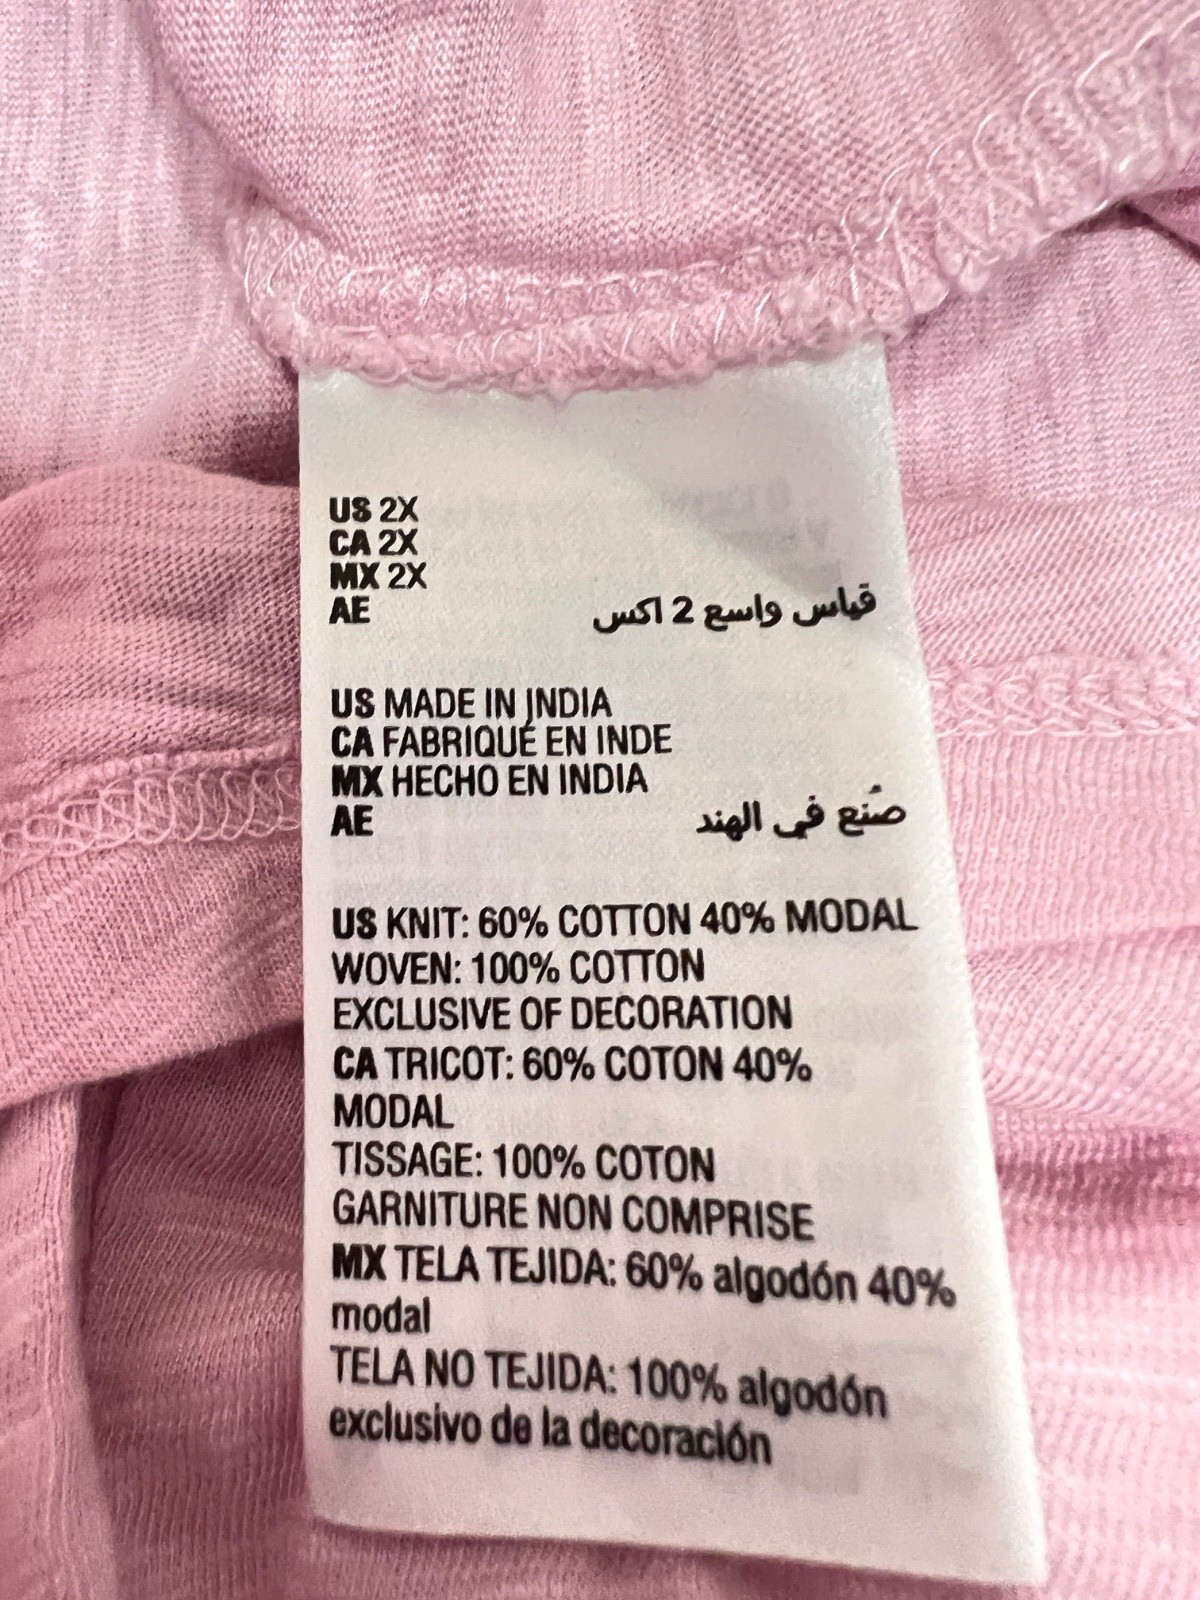 US 2X
CA 2X
MX 2X
AE قياس واسع 2 اكس
US MADE IN INDIA
CA FABRIQUÉ EN INDE
MX HECHO EN INDIA
AE صُنع في الهند
US KNIT: 60% COTTON 40% MODAL
WOVEN: 100% COTTON
EXCLUSIVE OF DECORATION
CA TRICOT: 60% COTON 40%
MODAL
TISSAGE: 100% COTON
GARNITURE NON COMPRISE
MX TELA TEJIDA: 60% algodón 40%
modal
TELA NO TEJIDA: 100% algodón
exclusivo de la decoración